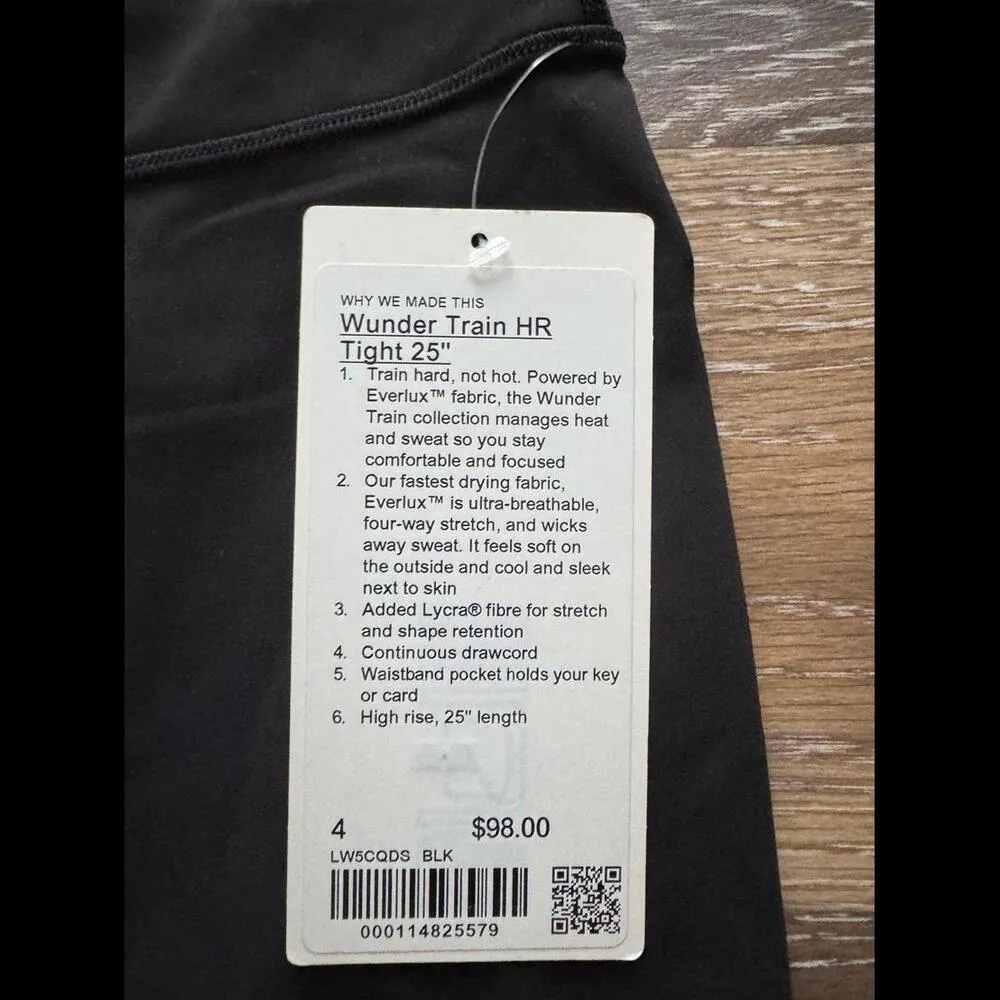 WHY WE MADE THIS
Wunder Train HR
Tight 25"
1. Train hard, not hot. Powered by
Everlux™ fabric, the Wunder
Train collection manages heat
and sweat so you stay
comfortable and focused
2. Our fastest drying fabric,
Everlux™ is ultra-breathable,
four-way stretch, and wicks
away sweat. It feels soft on
the outside and cool and sleek
next to skin
3. Added Lycra® fibre for stretch
and shape retention
4. Continuous drawcord
5. Waistband pocket holds your key
or card
6. High rise, 25" length
4 $98.00
LW5CQDS BLK
000114825579